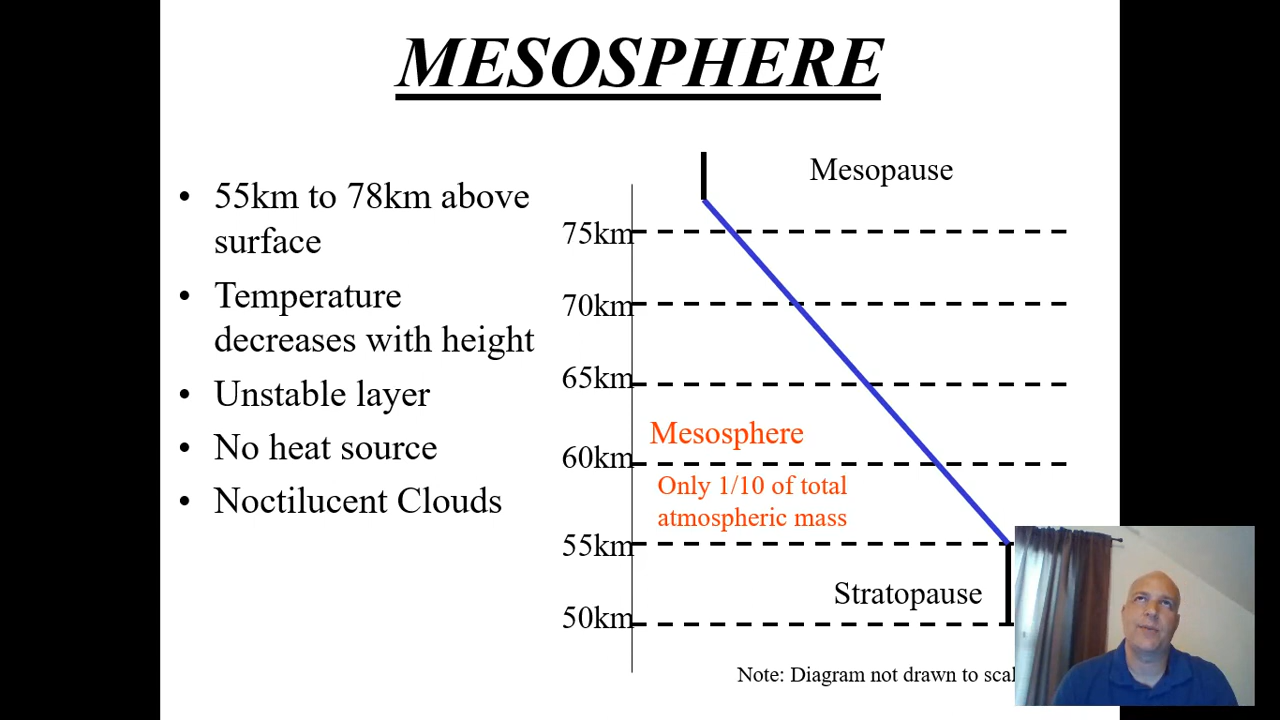 MESOSPHERE
• 55km to 78km above
surface
• Temperature
decreases with height
• Unstable layer
• No heat source
• Noctilucent Clouds
Mesopause
75km
70km
65km
Mesosphere
60km
Only 1/10 of total
atmospheric mass
55km
Stratopause
50km
Note: Diagram not drawn to